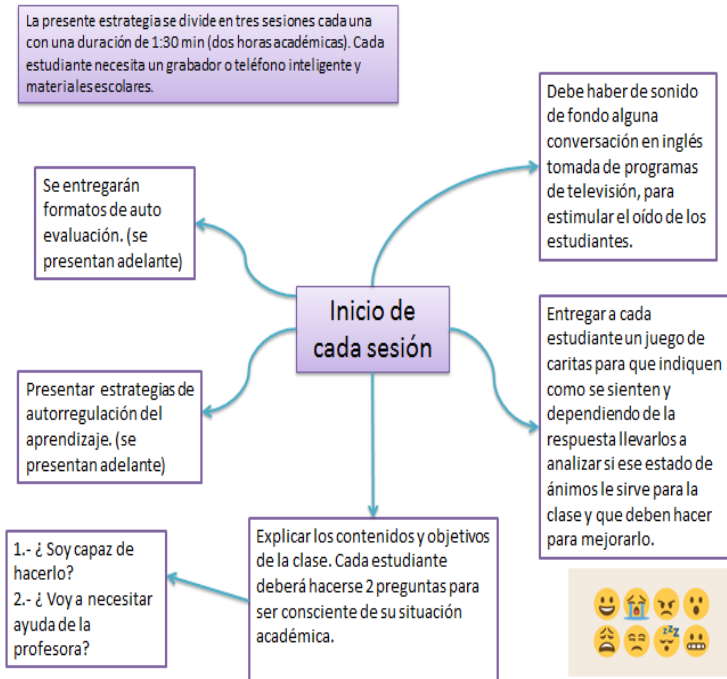 La presente estrategia se divide en tres sesiones cada una
con una duración de 1:30 min (dos horas académicas). Cada
estudiante necesita un grabador o teléfono inteligente y
materiales escolares.
Debe haber de sonido
de fondo alguna
conversación en inglés
tomada de programas
de televisión, para
estimular el oído de los
estudiantes.
Se entregarán
formatos de auto
evaluación. (se
presentan adelante)
Inicio de
cada sesión
Entregar a cada
estudiante un juego de
caritas para que indiquen
como se sienten y
dependiendo de la
respuesta llevarlos a
analizar si ese estado de
ánimos le sirve para la
clase y que deben hacer
para mejorarlo.
Presentar estrategias de
autorregulación del
aprendizaje. (se
presentan adelante)
Explicar los contenidos y objetivos
de la clase. Cada estudiante
deberá hacerse 2 preguntas para
ser consciente de su situación
académica.
1.- ¿ Soy capaz de
hacerlo?
2.- ¿ Voy a necesitar
ayuda de la
profesora?
zzz